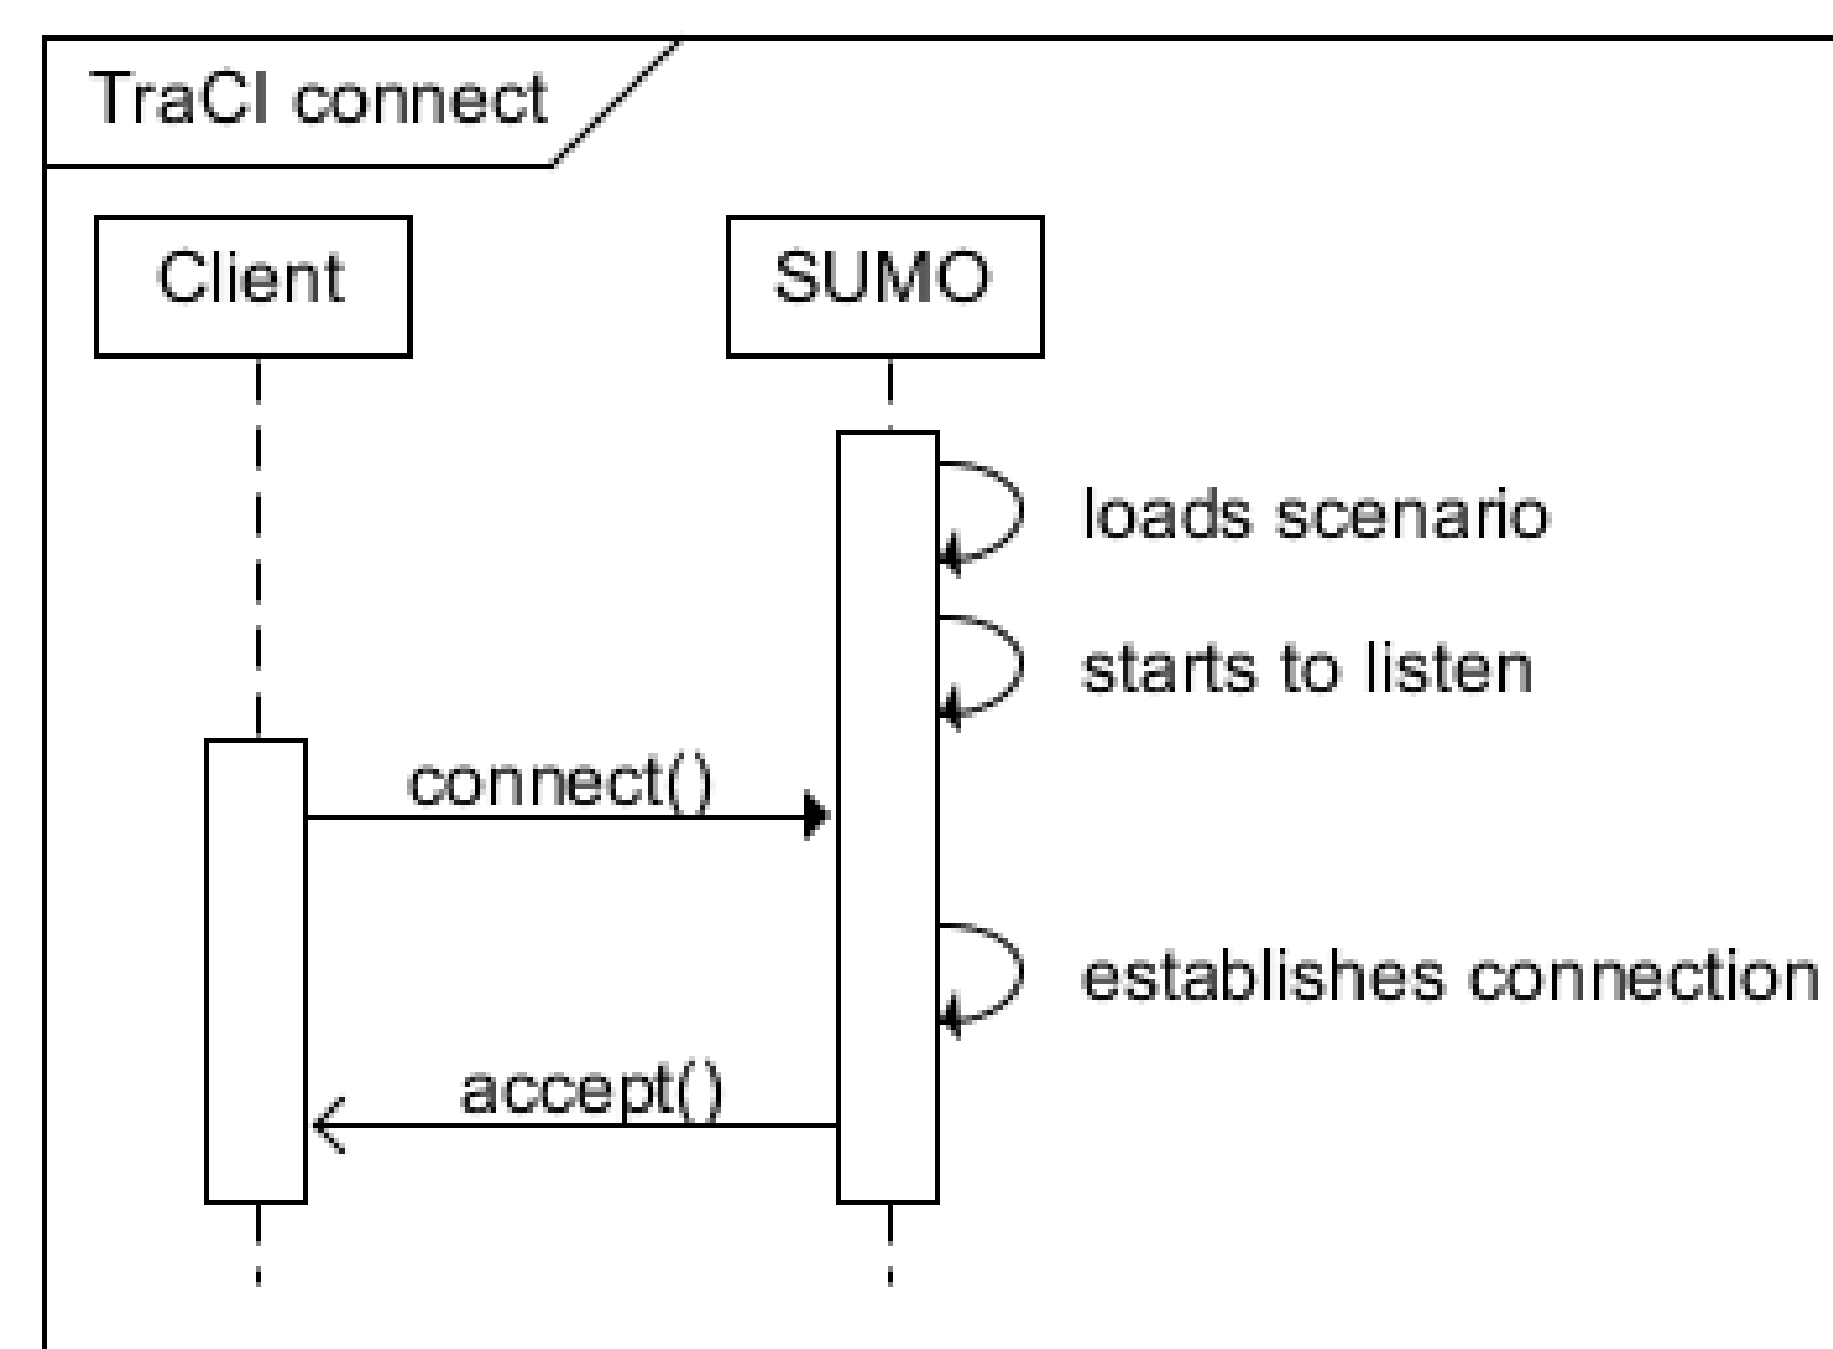 TraCI connect
Client
SUMO
loads scenario
starts to listen
connect()
establishes connection
accept()